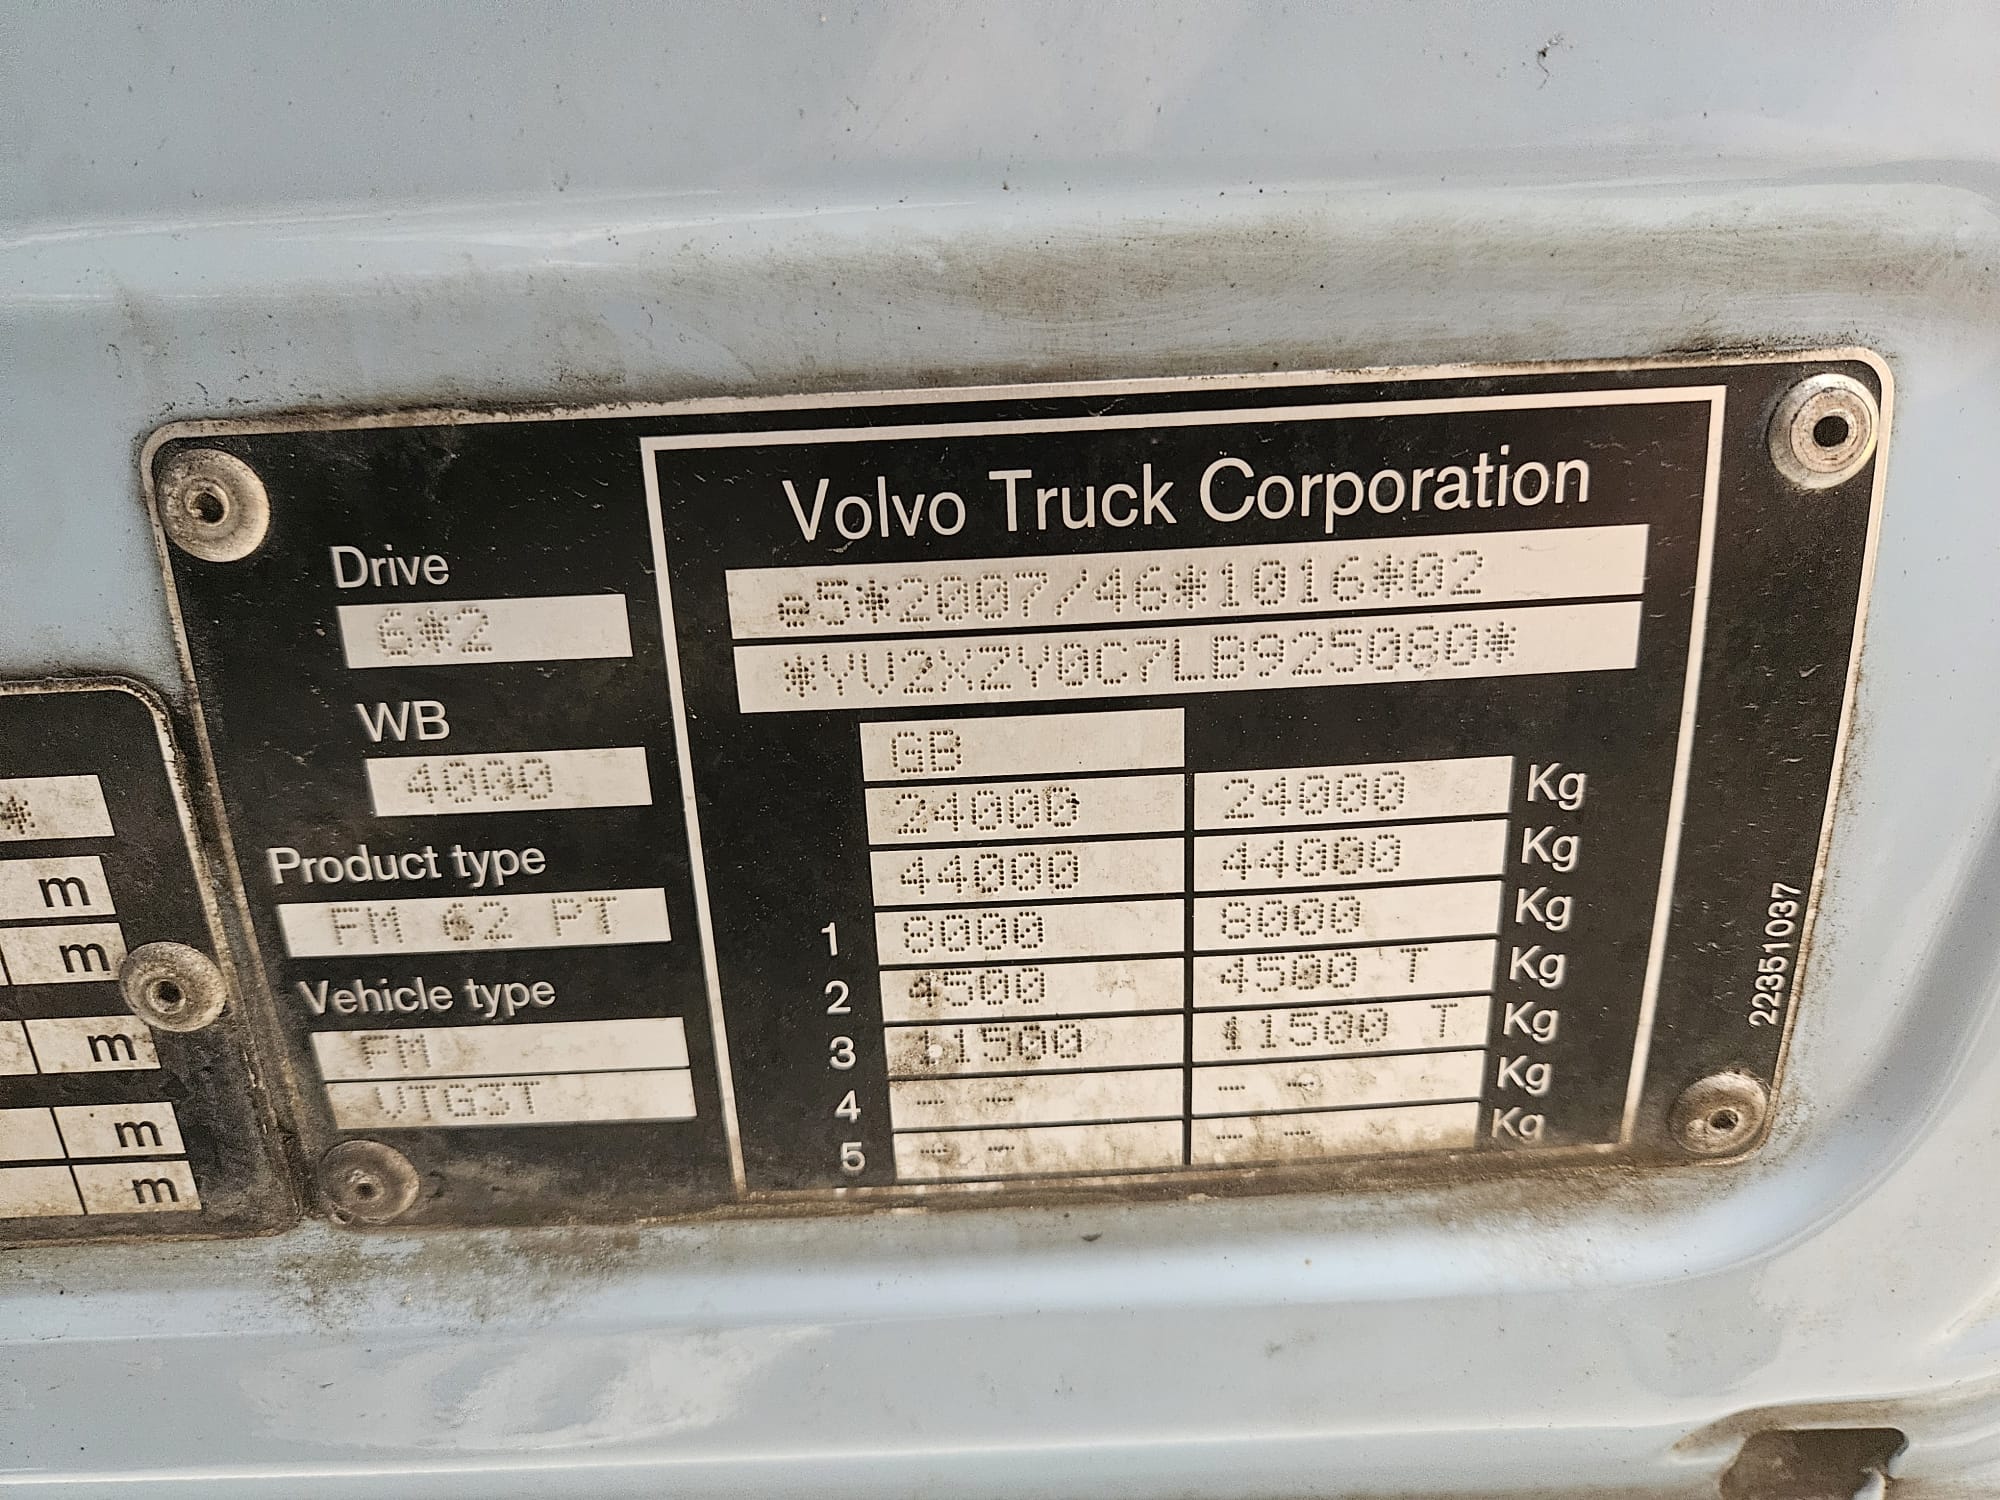 Volvo Truck Corporation
e5*2007/46*1016*02
*YV2XZY0C7LB925080*
GB
24000 24000 Kg
44000 44000 Kg
1 8000 8000 Kg
2 4500 4500 T Kg
3 11500 11500 T Kg
4 - - - - Kg
5 - - - - Kg
Drive
6*2
WB
4000
Product type
FM 62 PT
Vehicle type
FM
VTG3T
22351037
*
m
m
m
m
m